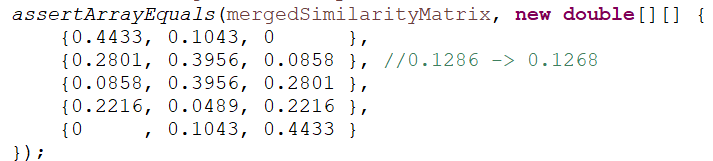 assertArrayEquals(mergedSimilarityMatrix, new double[][] {
{0.4433, 0.1043, 0 },
{0.2801, 0.3956, 0.0858 }, //0.1286 -> 0.1268
{0.0858, 0.3956, 0.2801 },
{0.2216, 0.0489, 0.2216 },
{0 , 0.1043, 0.4433 }
});